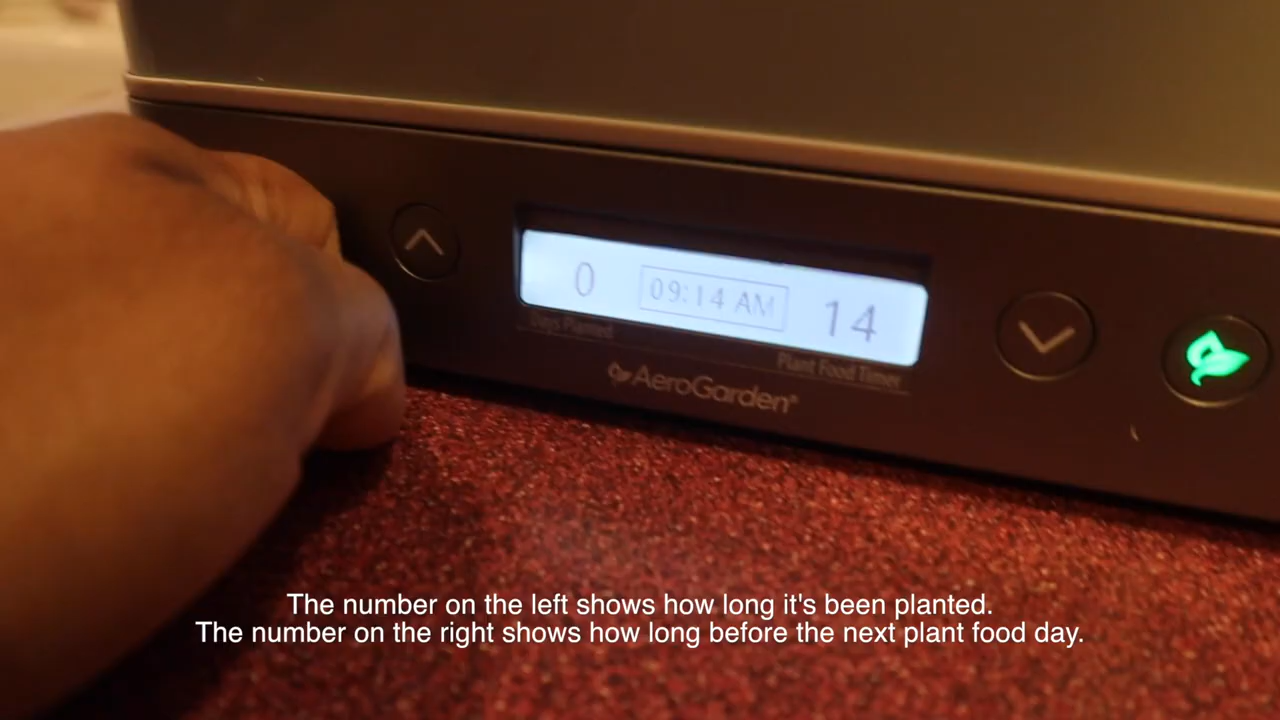 0 09:14 AM 14
Days Planted
Plant Food Timer
AeroGarden®
The number on the left shows how long it's been planted.
The number on the right shows how long before the next plant food day.